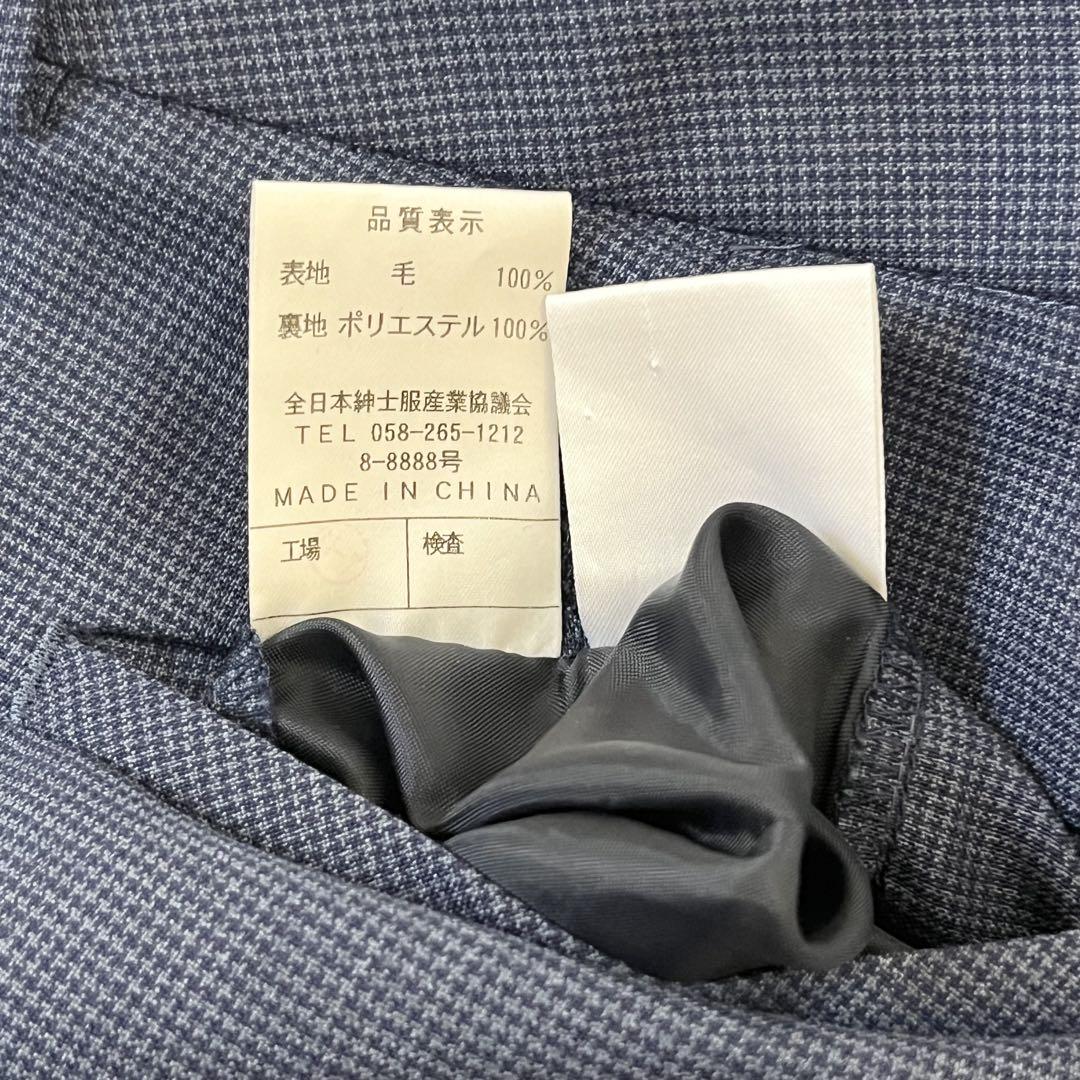 品質表示
表地 毛 100%
裏地 ポリエステル 100%
全日本紳士服産業協議会
TEL 058-265-1212
8-8888号
MADE IN CHINA
工場 検査